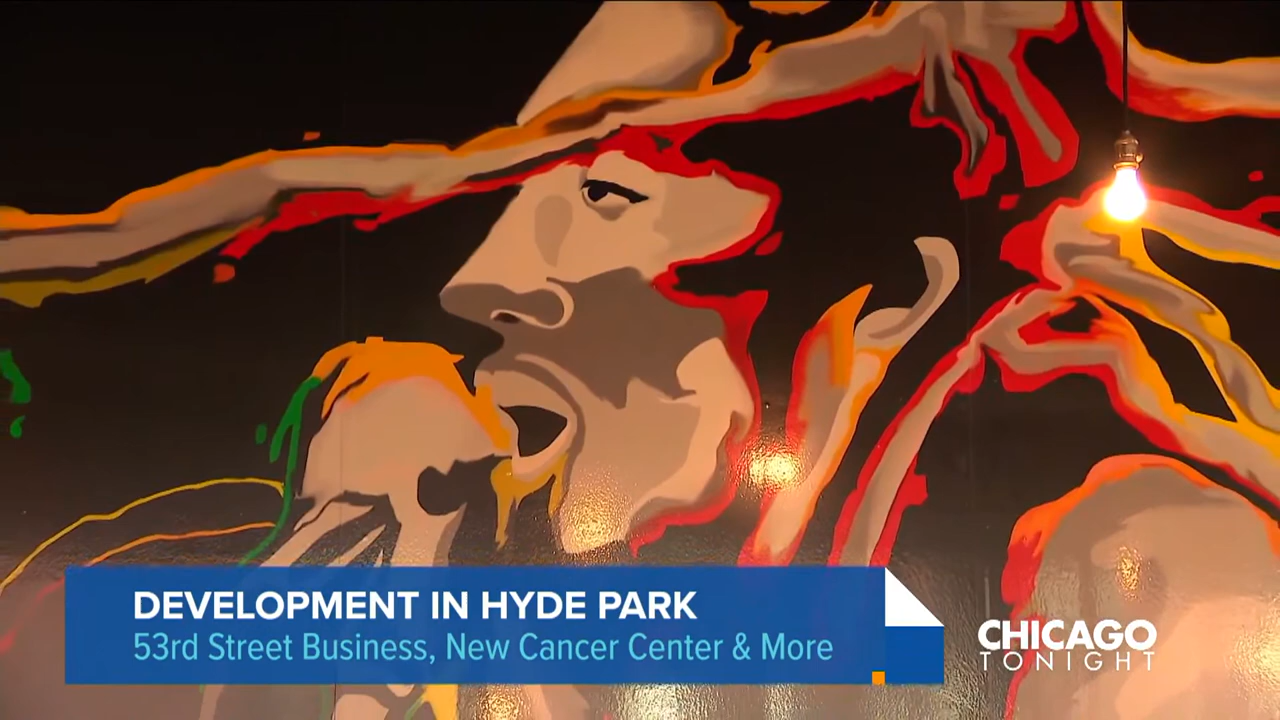 DEVELOPMENT IN HYDE PARK
53rd Street Business, New Cancer Center & More
CHICAGO
TONIGHT